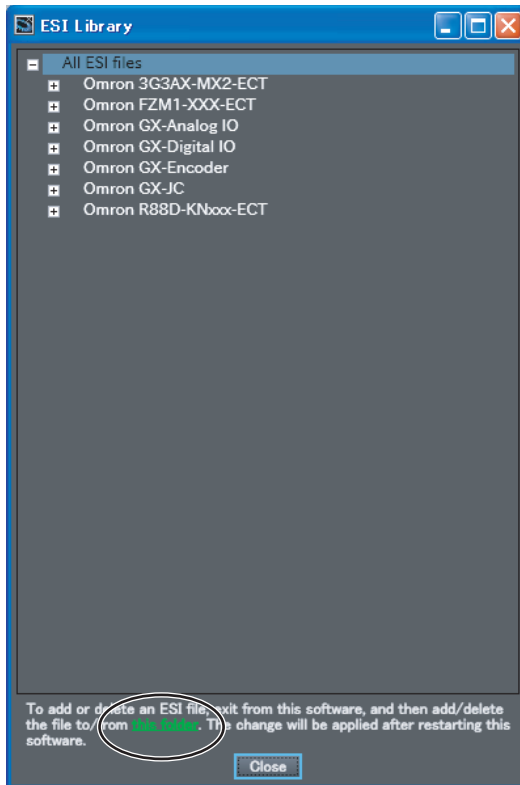 ESI Library
All ESI files
Omron 3G3AX-MX2-ECT
Omron FZM1-XXX-ECT
Omron GX-Analog IO
Omron GX-Digital IO
Omron GX-Encoder
Omron GX-JC
Omron R88D-KNxxx-ECT
To add or delete an ESI file, exit from this software, and then add/delete
the file to/from this folder. The change will be applied after restarting this
software.
Close